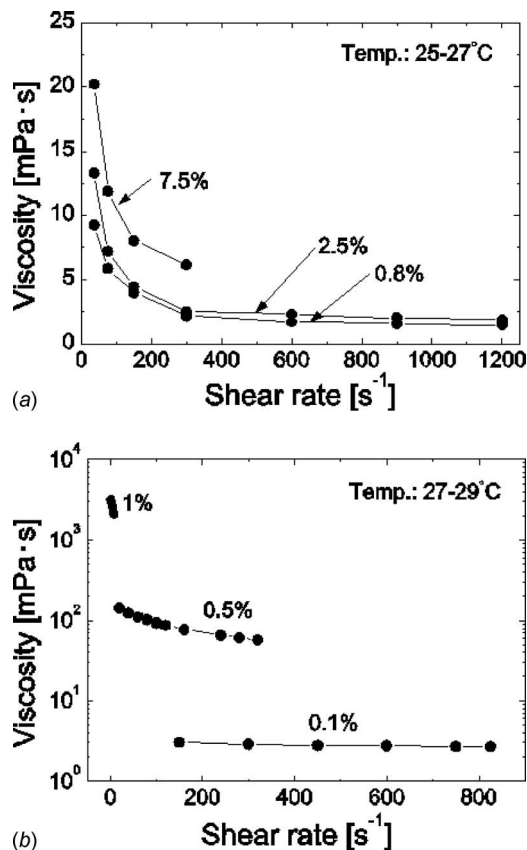 25
20
15
10
5
0
Viscosity [mPa·s]
Temp.: 25-27°C
7.5%
2.5%
0.8%
0 200 400 600 800 1000 1200
Shear rate [s⁻¹]
(a)
10⁴
10³
10²
10¹
10⁰
Viscosity [mPa·s]
Temp.: 27-29°C
1%
0.5%
0.1%
0 200 400 600 800
Shear rate [s⁻¹]
(b)